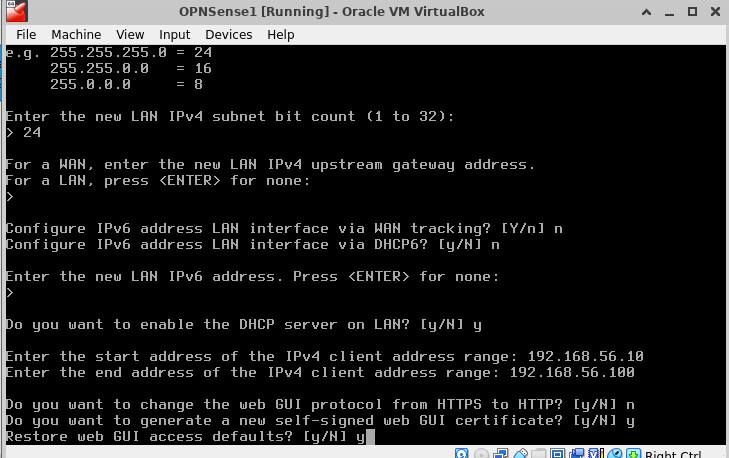 OPNSense1 [Running] - Oracle VM VirtualBox
File Machine View Input Devices Help
e.g. 255.255.255.0 = 24
     255.255.0.0   = 16
     255.0.0.0     = 8

Enter the new LAN IPv4 subnet bit count (1 to 32):
> 24

For a WAN, enter the new LAN IPv4 upstream gateway address.
For a LAN, press <ENTER> for none:
>

Configure IPv6 address LAN interface via WAN tracking? [Y/n] n
Configure IPv6 address LAN interface via DHCP6? [y/N] n

Enter the new LAN IPv6 address. Press <ENTER> for none:
>

Do you want to enable the DHCP server on LAN? [y/N] y

Enter the start address of the IPv4 client address range: 192.168.56.10
Enter the end address of the IPv4 client address range: 192.168.56.100

Do you want to change the web GUI protocol from HTTPS to HTTP? [y/N] n
Do you want to generate a new self-signed web GUI certificate? [y/N] y
Restore web GUI access defaults? [y/N] y
Right Ctrl